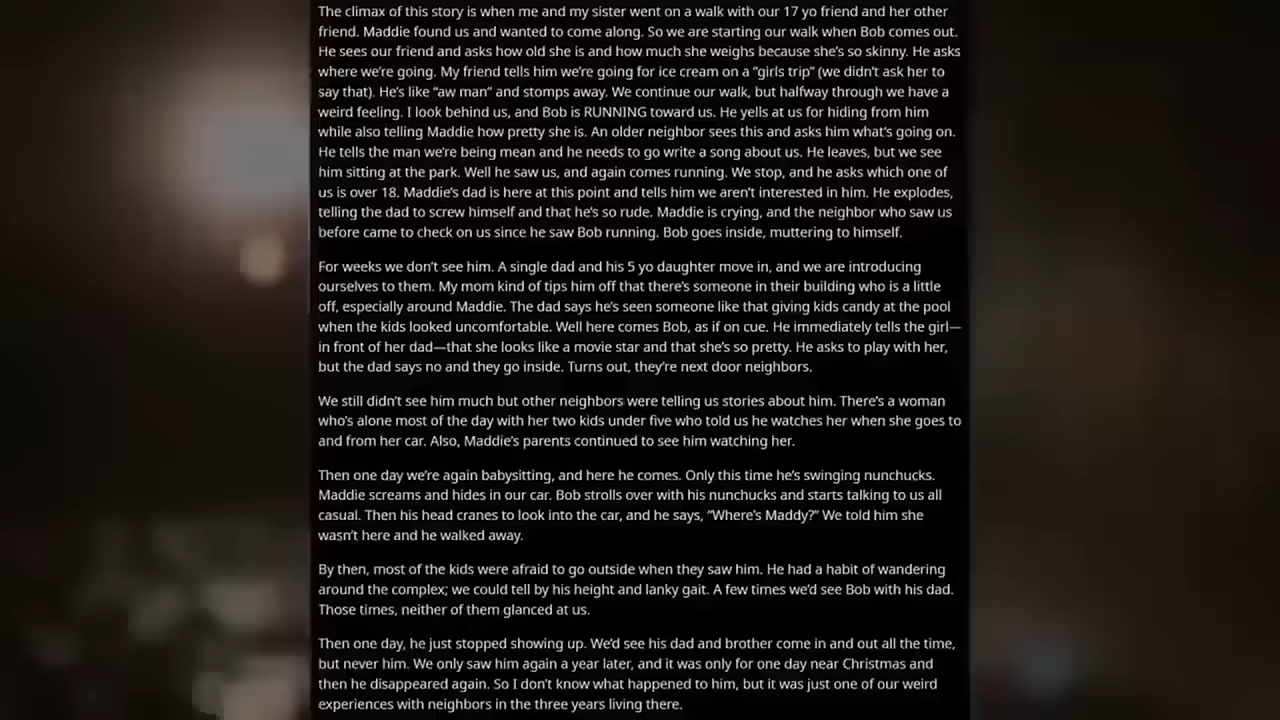 The climax of this story is when me and my sister went on a walk with our 17 yo friend and her other
friend. Maddie found us and wanted to come along. So we are starting our walk when Bob comes out.
He sees our friend and asks how old she is and how much she weighs because she's so skinny. He asks
where we're going. My friend tells him we're going for ice cream on a “girls trip” (we didn't ask her to
say that). He's like “aw man” and stomps away. We continue our walk, but halfway through we have a
weird feeling. I look behind us, and Bob is RUNNING toward us. He yells at us for hiding from him
while also telling Maddie how pretty she is. An older neighbor sees this and asks him what's going on.
He tells the man we're being mean and he needs to go write a song about us. He leaves, but we see
him sitting at the park. Well he saw us, and again comes running. We stop, and he asks which one of
us is over 18. Maddie's dad is here at this point and tells him we aren't interested in him. He explodes,
telling the dad to screw himself and that he's so rude. Maddie is crying, and the neighbor who saw us
before came to check on us since he saw Bob running. Bob goes inside, muttering to himself.
For weeks we don't see him. A single dad and his 5 yo daughter move in, and we are introducing
ourselves to them. My mom kind of tips him off that there's someone in their building who is a little
off, especially around Maddie. The dad says he's seen someone like that giving kids candy at the pool
when the kids looked uncomfortable. Well here comes Bob, as if on cue. He immediately tells the girl—
in front of her dad—that she looks like a movie star and that she's so pretty. He asks to play with her,
but the dad says no and they go inside. Turns out, they're next door neighbors.
We still didn't see him much but other neighbors were telling us stories about him. There's a woman
who's alone most of the day with her two kids under five who told us he watches her when she goes to
and from her car. Also, Maddie's parents continued to see him watching her.
Then one day we're again babysitting, and here he comes. Only this time he's swinging nunchucks.
Maddie screams and hides in our car. Bob strolls over with his nunchucks and starts talking to us all
casual. Then his head cranes to look into the car, and he says, “Where's Maddy?” We told him she
wasn't here and he walked away.
By then, most of the kids were afraid to go outside when they saw him. He had a habit of wandering
around the complex; we could tell by his height and lanky gait. A few times we'd see Bob with his dad.
Those times, neither of them glanced at us.
Then one day, he just stopped showing up. We'd see his dad and brother come in and out all the time,
but never him. We only saw him again a year later, and it was only for one day near Christmas and
then he disappeared again. So I don't know what happened to him, but it was just one of our weird
experiences with neighbors in the three years living there.